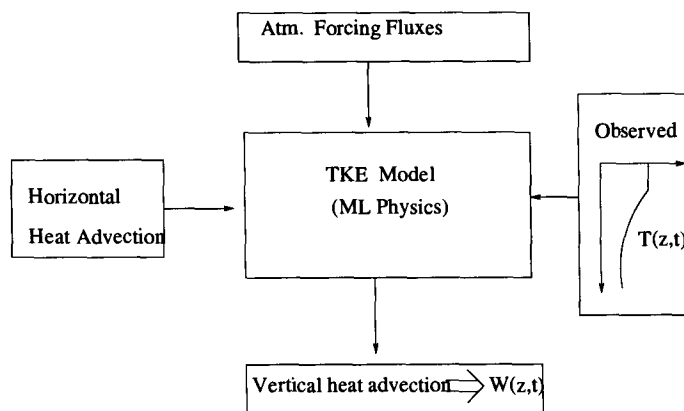 Atm. Forcing Fluxes
Observed
TKE Model
(ML Physics)
Horizontal
Heat Advection
T(z,t)
Vertical heat advection W(z,t)